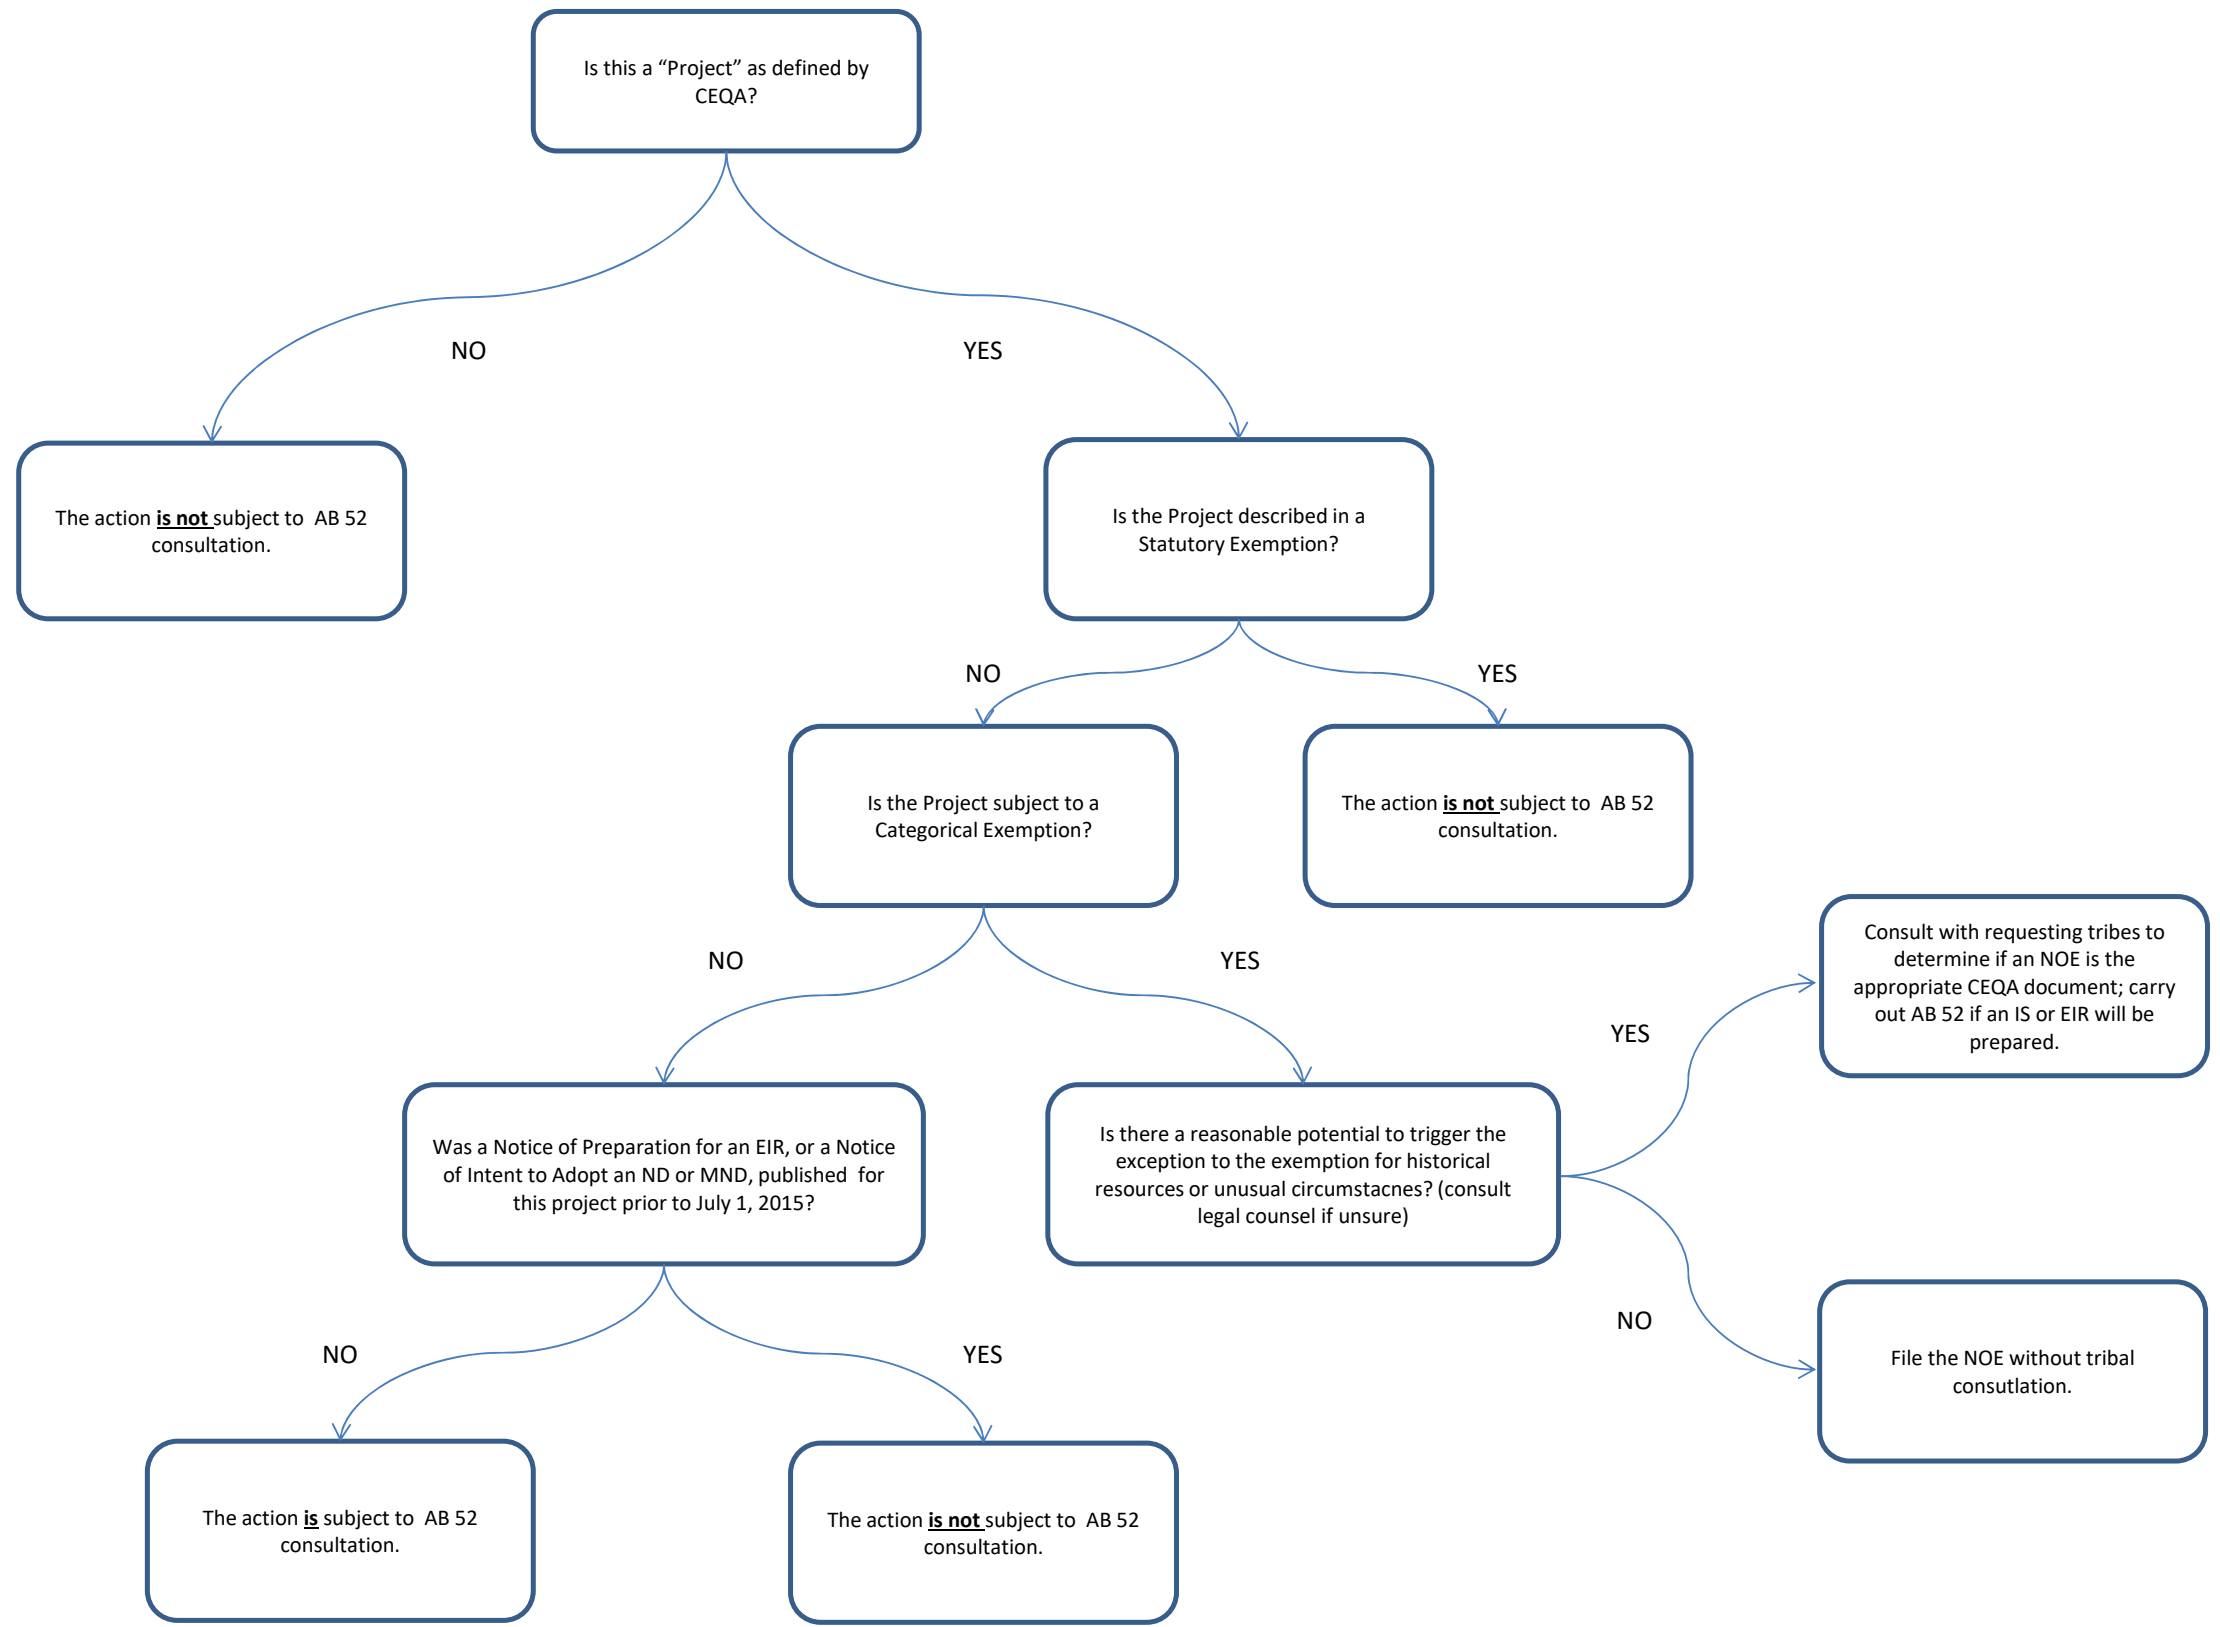 Is this a “Project” as defined by
CEQA?
NO
YES
The action is not subject to  AB 52
consultation.
Is the Project described in a
Statutory Exemption?
NO
YES
Is the Project subject to a
Categorical Exemption?
The action is not subject to  AB 52
consultation.
NO
YES
Consult with requesting tribes to
determine if an NOE is the
appropriate CEQA document; carry
out AB 52 if an IS or EIR will be
prepared.
YES
Was a Notice of Preparation for an EIR, or a Notice
of Intent to Adopt an ND or MND, published  for
this project prior to July 1, 2015?
Is there a reasonable potential to trigger the
exception to the exemption for historical
resources or unusual circumstacnes? (consult
legal counsel if unsure)
NO
File the NOE without tribal
consutlation.
NO
YES
The action is subject to  AB 52
consultation.
The action is not subject to  AB 52
consultation.